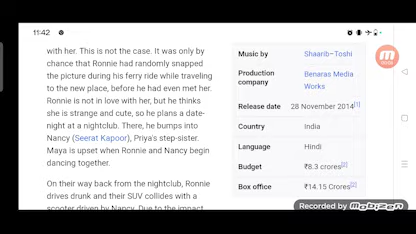 11:42
with her. This is not the case. It was only by
chance that Ronnie had randomly snapped
the picture during his ferry ride while traveling
to the new place, before he had even met her.
Ronnie is not in love with her, but he thinks
she is strange and cute, so he plans a date-
night at a nightclub. There, he bumps into
Nancy (Seerat Kapoor), Priya's step-sister.
Maya is upset when Ronnie and Nancy begin
dancing together.
On their way back from the nightclub, Ronnie
drives drunk and their SUV collides with a
scooter driven by Nancy. Due to the impact
Music by Shaarib–Toshi
Production company Benaras Media Works
Release date 28 November 2014[1]
Country India
Language Hindi
Budget ₹8.3 crores[2]
Box office ₹14.15 Crores[2]
Recorded by mobizen